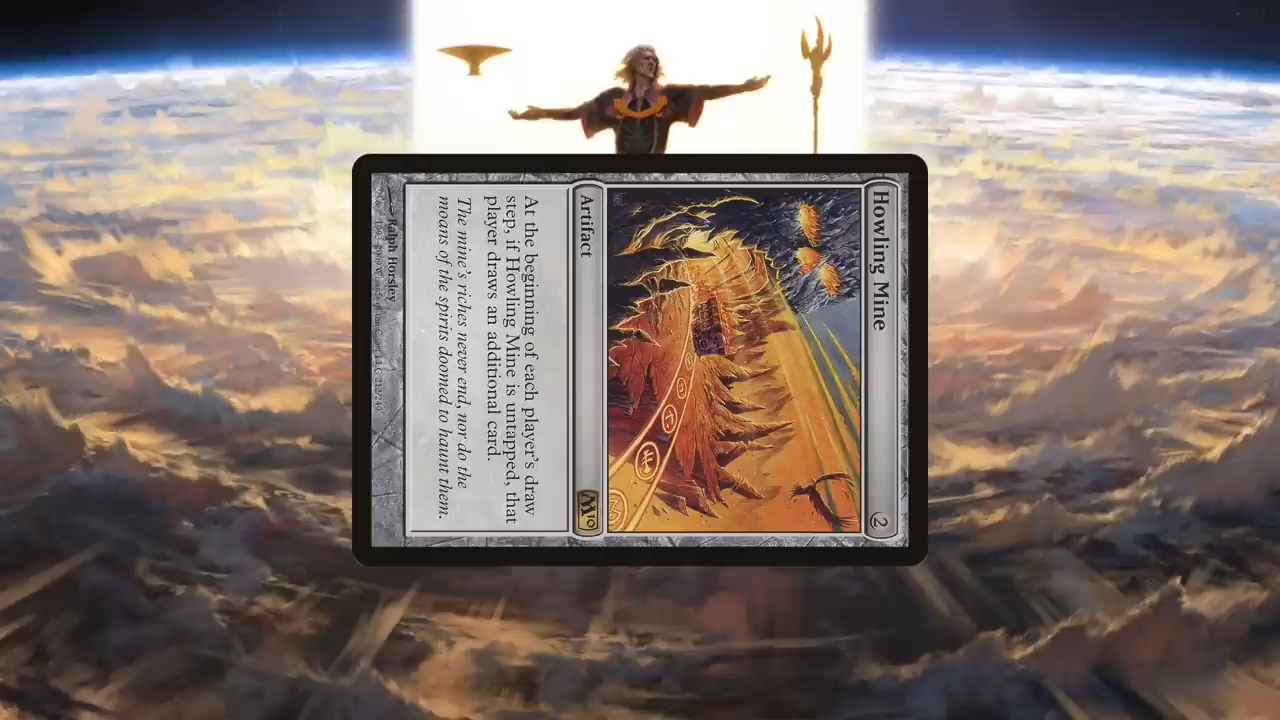 Howling Mine
2
Artifact
M10
At the beginning of each player's draw
step, if Howling Mine is untapped, that
player draws an additional card.
The mine's riches never end, nor do the
moans of the spirits doomed to haunt them.
Ralph Horsley